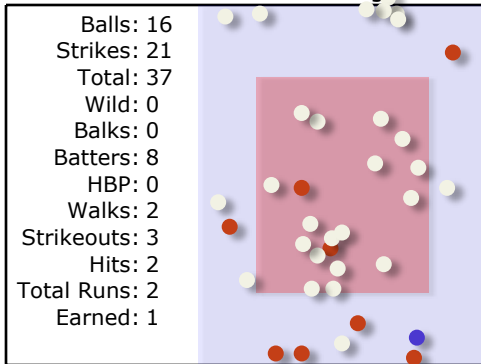 Balls: 16
Strikes: 21
Total: 37
Wild: 0
Balks: 0
Batters: 8
HBP: 0
Walks: 2
Strikeouts: 3
Hits: 2
Total Runs: 2
Earned: 1